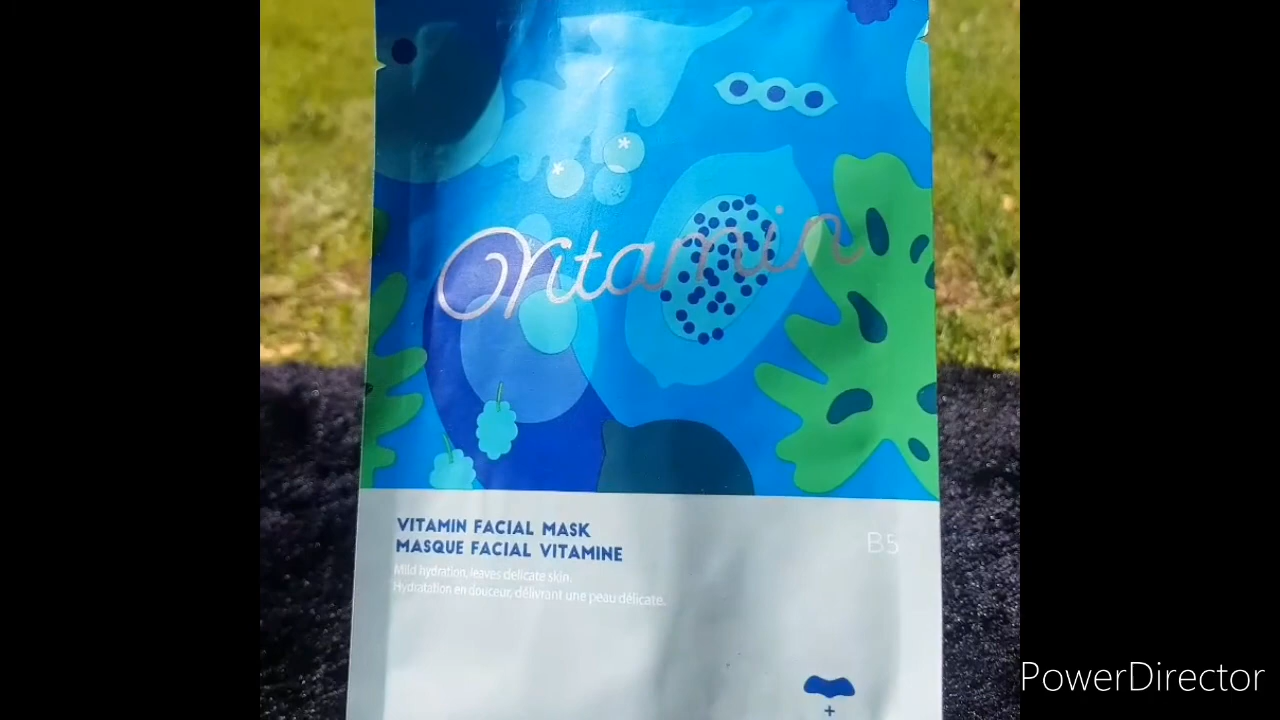 Vitamin
VITAMIN FACIAL MASK
MASQUE FACIAL VITAMINE
B5
Mild hydration, leaves delicate skin.
Hydratation en douceur, délivrant une peau délicate.
+
PowerDirector